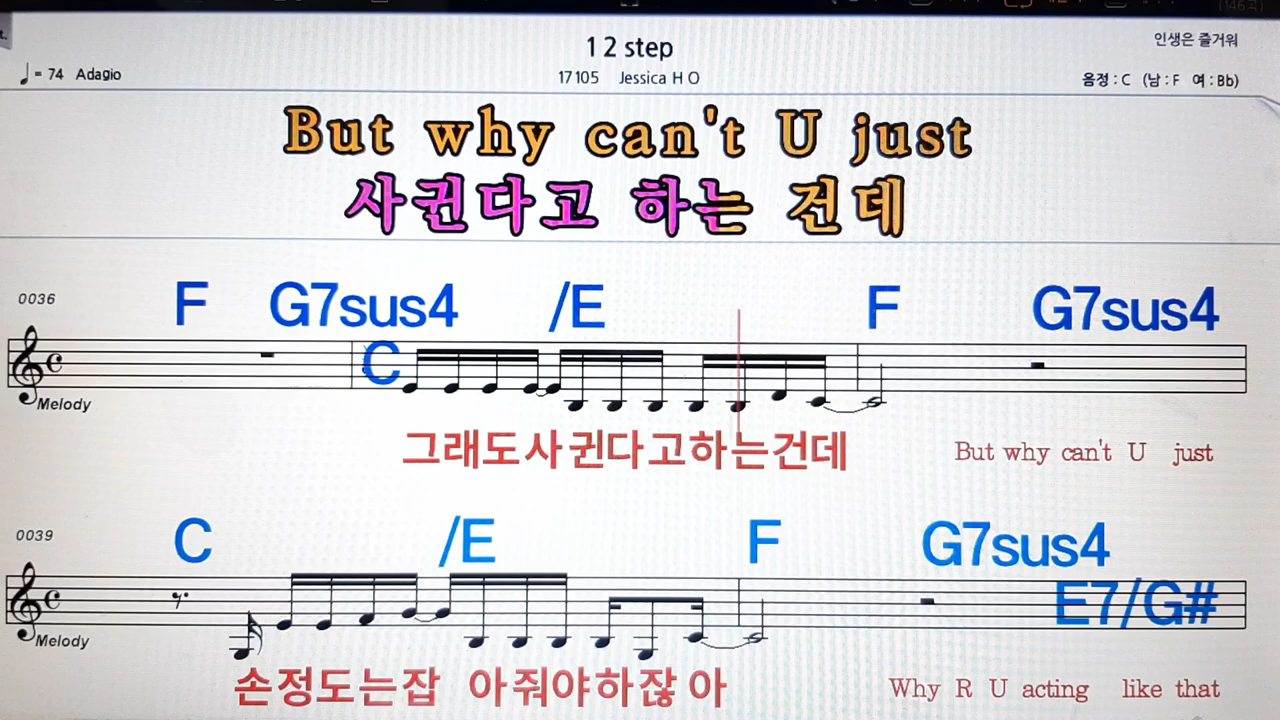 1 2 step
인생은 즐거워
♩= 74 Adagio
17105 Jessica H O
음정 : C (남 : F 여 : Bb)
But why can't U just
사귄다고 하는 건데
0036
F G7sus4 /E F G7sus4
C
Melody
그래도사귄다고하는건데 But why can't U just
0039
C /E F G7sus4
E7/G#
Melody
손정도는잡 아줘야하잖아 Why R U acting like that